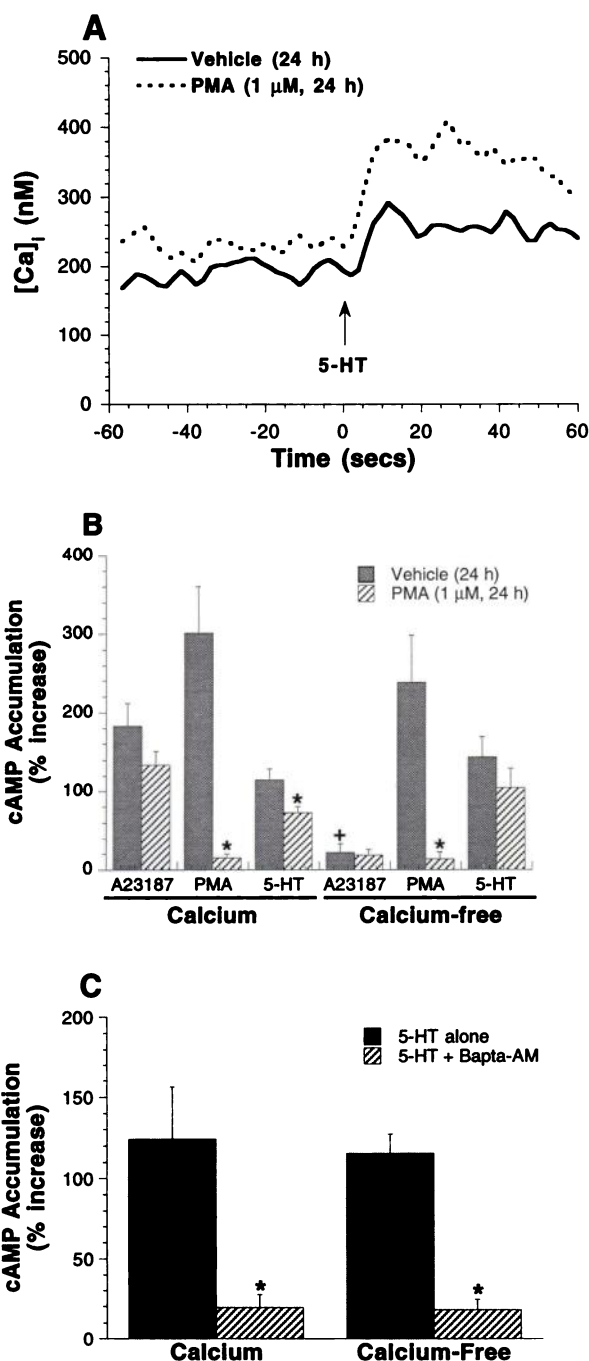 A
Vehicle (24 h)
PMA (1 μM, 24 h)
500
400
300
200
100
0
[Ca]i (nM)
5-HT
-60 -40 -20 0 20 40 60
Time (secs)
B
400
300
200
100
0
cAMP Accumulation
(% increase)
Vehicle (24 h)
PMA (1 μM, 24 h)
* * + *
A23187 PMA 5-HT A23187 PMA 5-HT
Calcium Calcium-free
C
200
150
100
50
0
cAMP Accumulation
(% increase)
5-HT alone
5-HT + Bapta-AM
* *
Calcium Calcium-Free